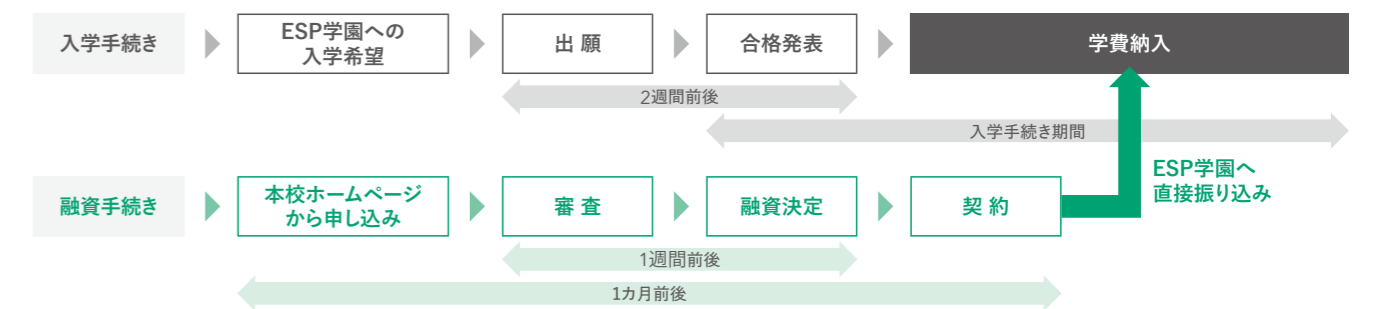 入学手続き
ESP学園への
入学希望
出 願
合格発表
学費納入
2週間前後
入学手続き期間
融資手続き
本校ホームページ
から申し込み
審 査
融資決定
契 約
ESP学園へ
直接振り込み
1週間前後
1カ月前後